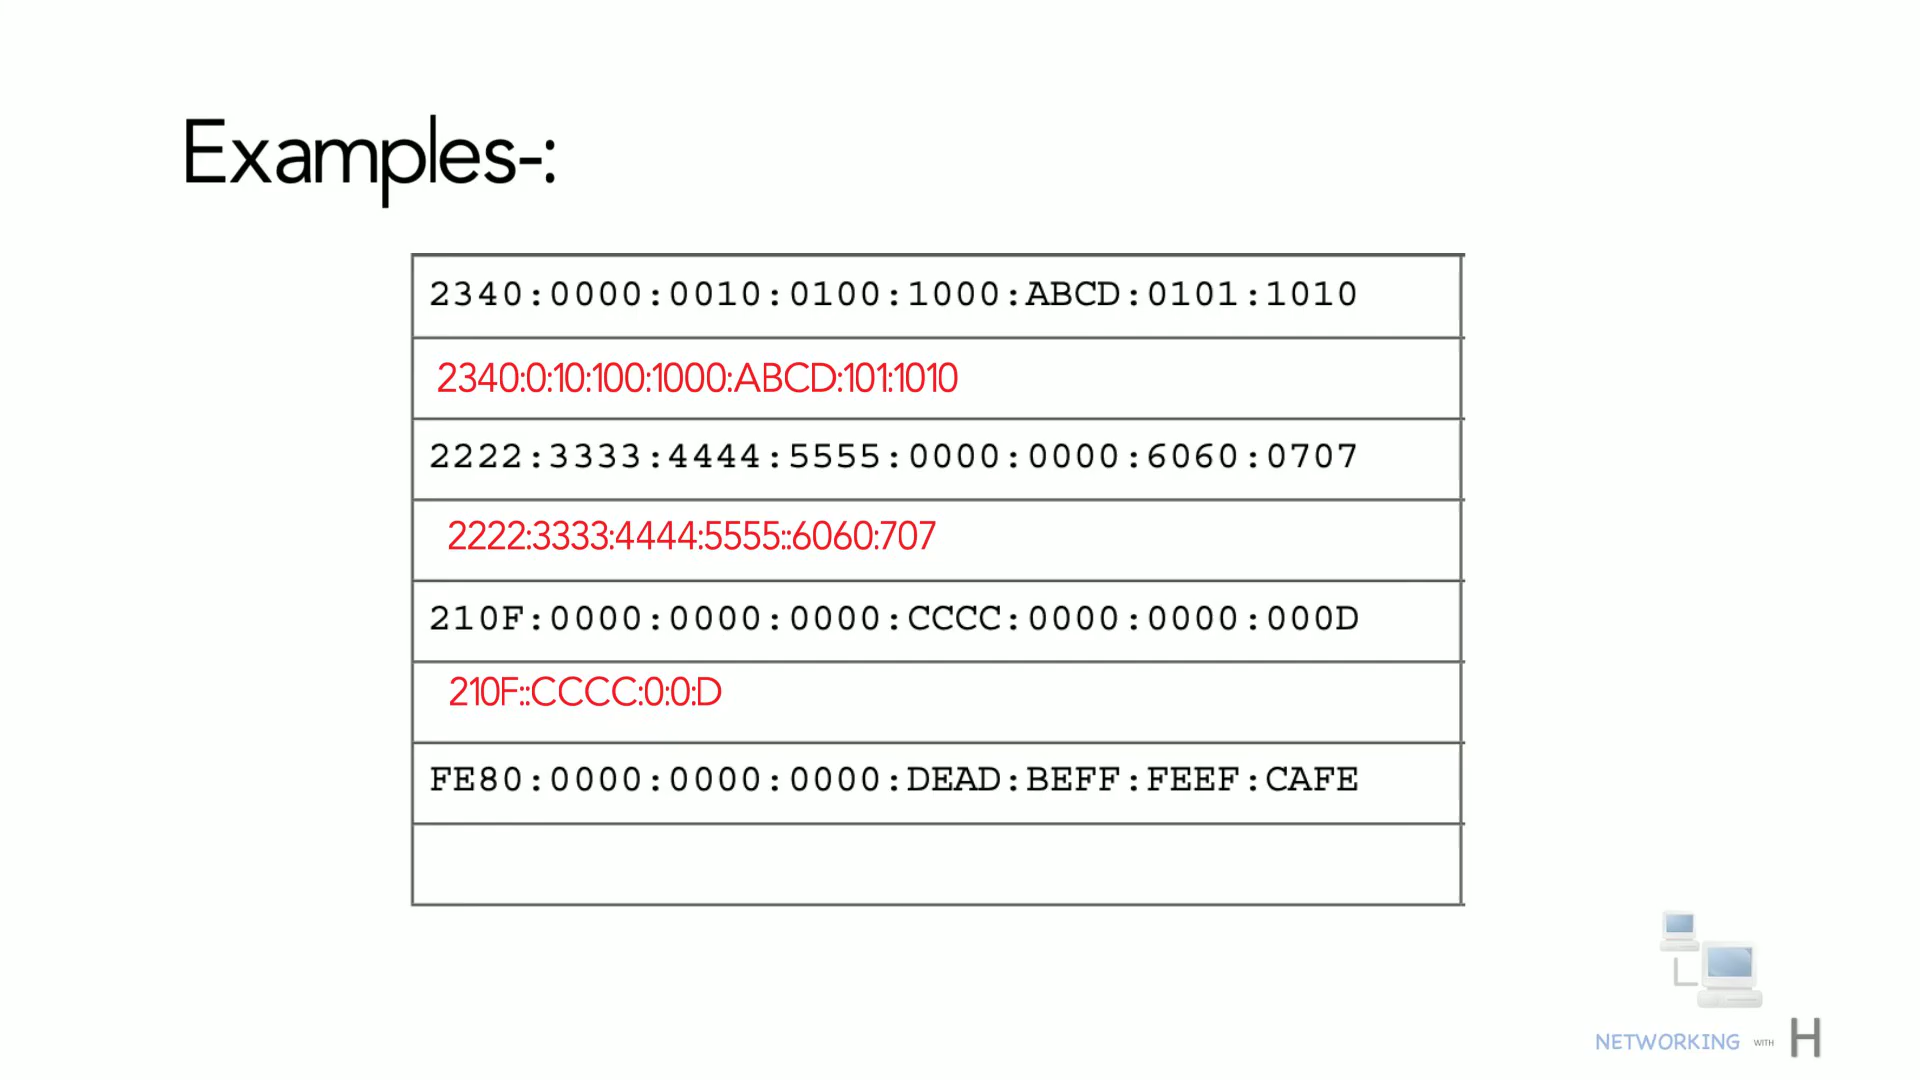 Examples-:
2340:0000:0010:0100:1000:ABCD:0101:1010
2340:0:10:100:1000:ABCD:101:1010
2222:3333:4444:5555:0000:0000:6060:0707
2222:3333:4444:5555::6060:707
210F:0000:0000:0000:CCCC:0000:0000:000D
210F::CCCC:0:0:D
FE80:0000:0000:0000:DEAD:BEFF:FEEF:CAFE
NETWORKING WITH H